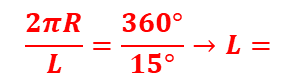 2πR/L = 360°/15° → L =